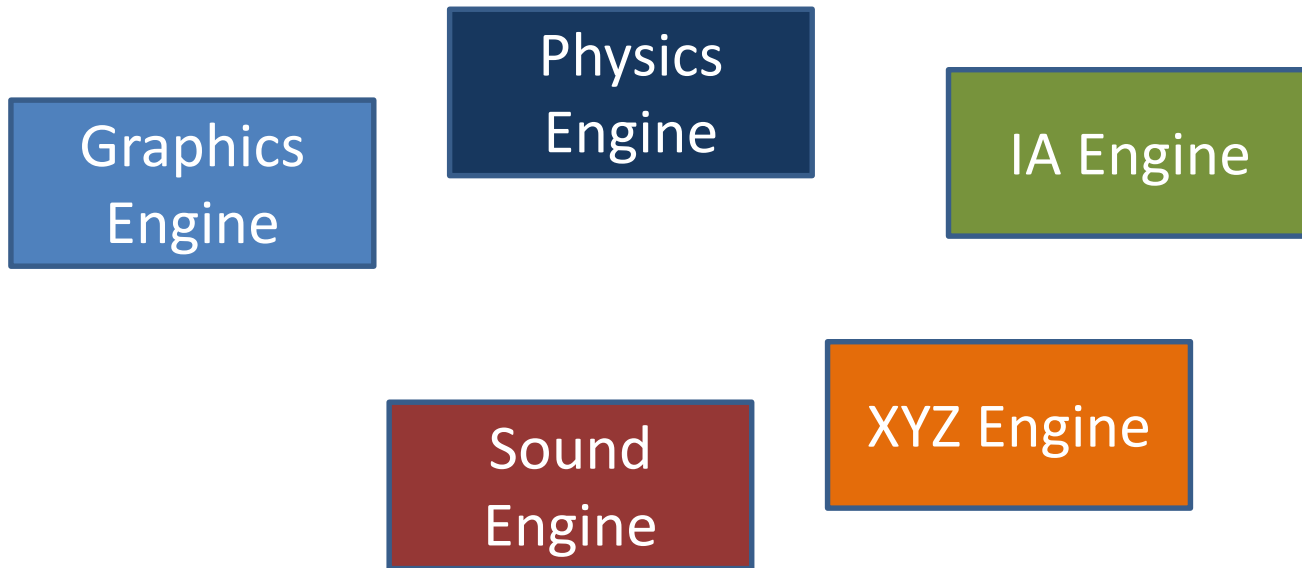 Physics
Engine
Graphics
Engine
IA Engine
XYZ Engine
Sound
Engine